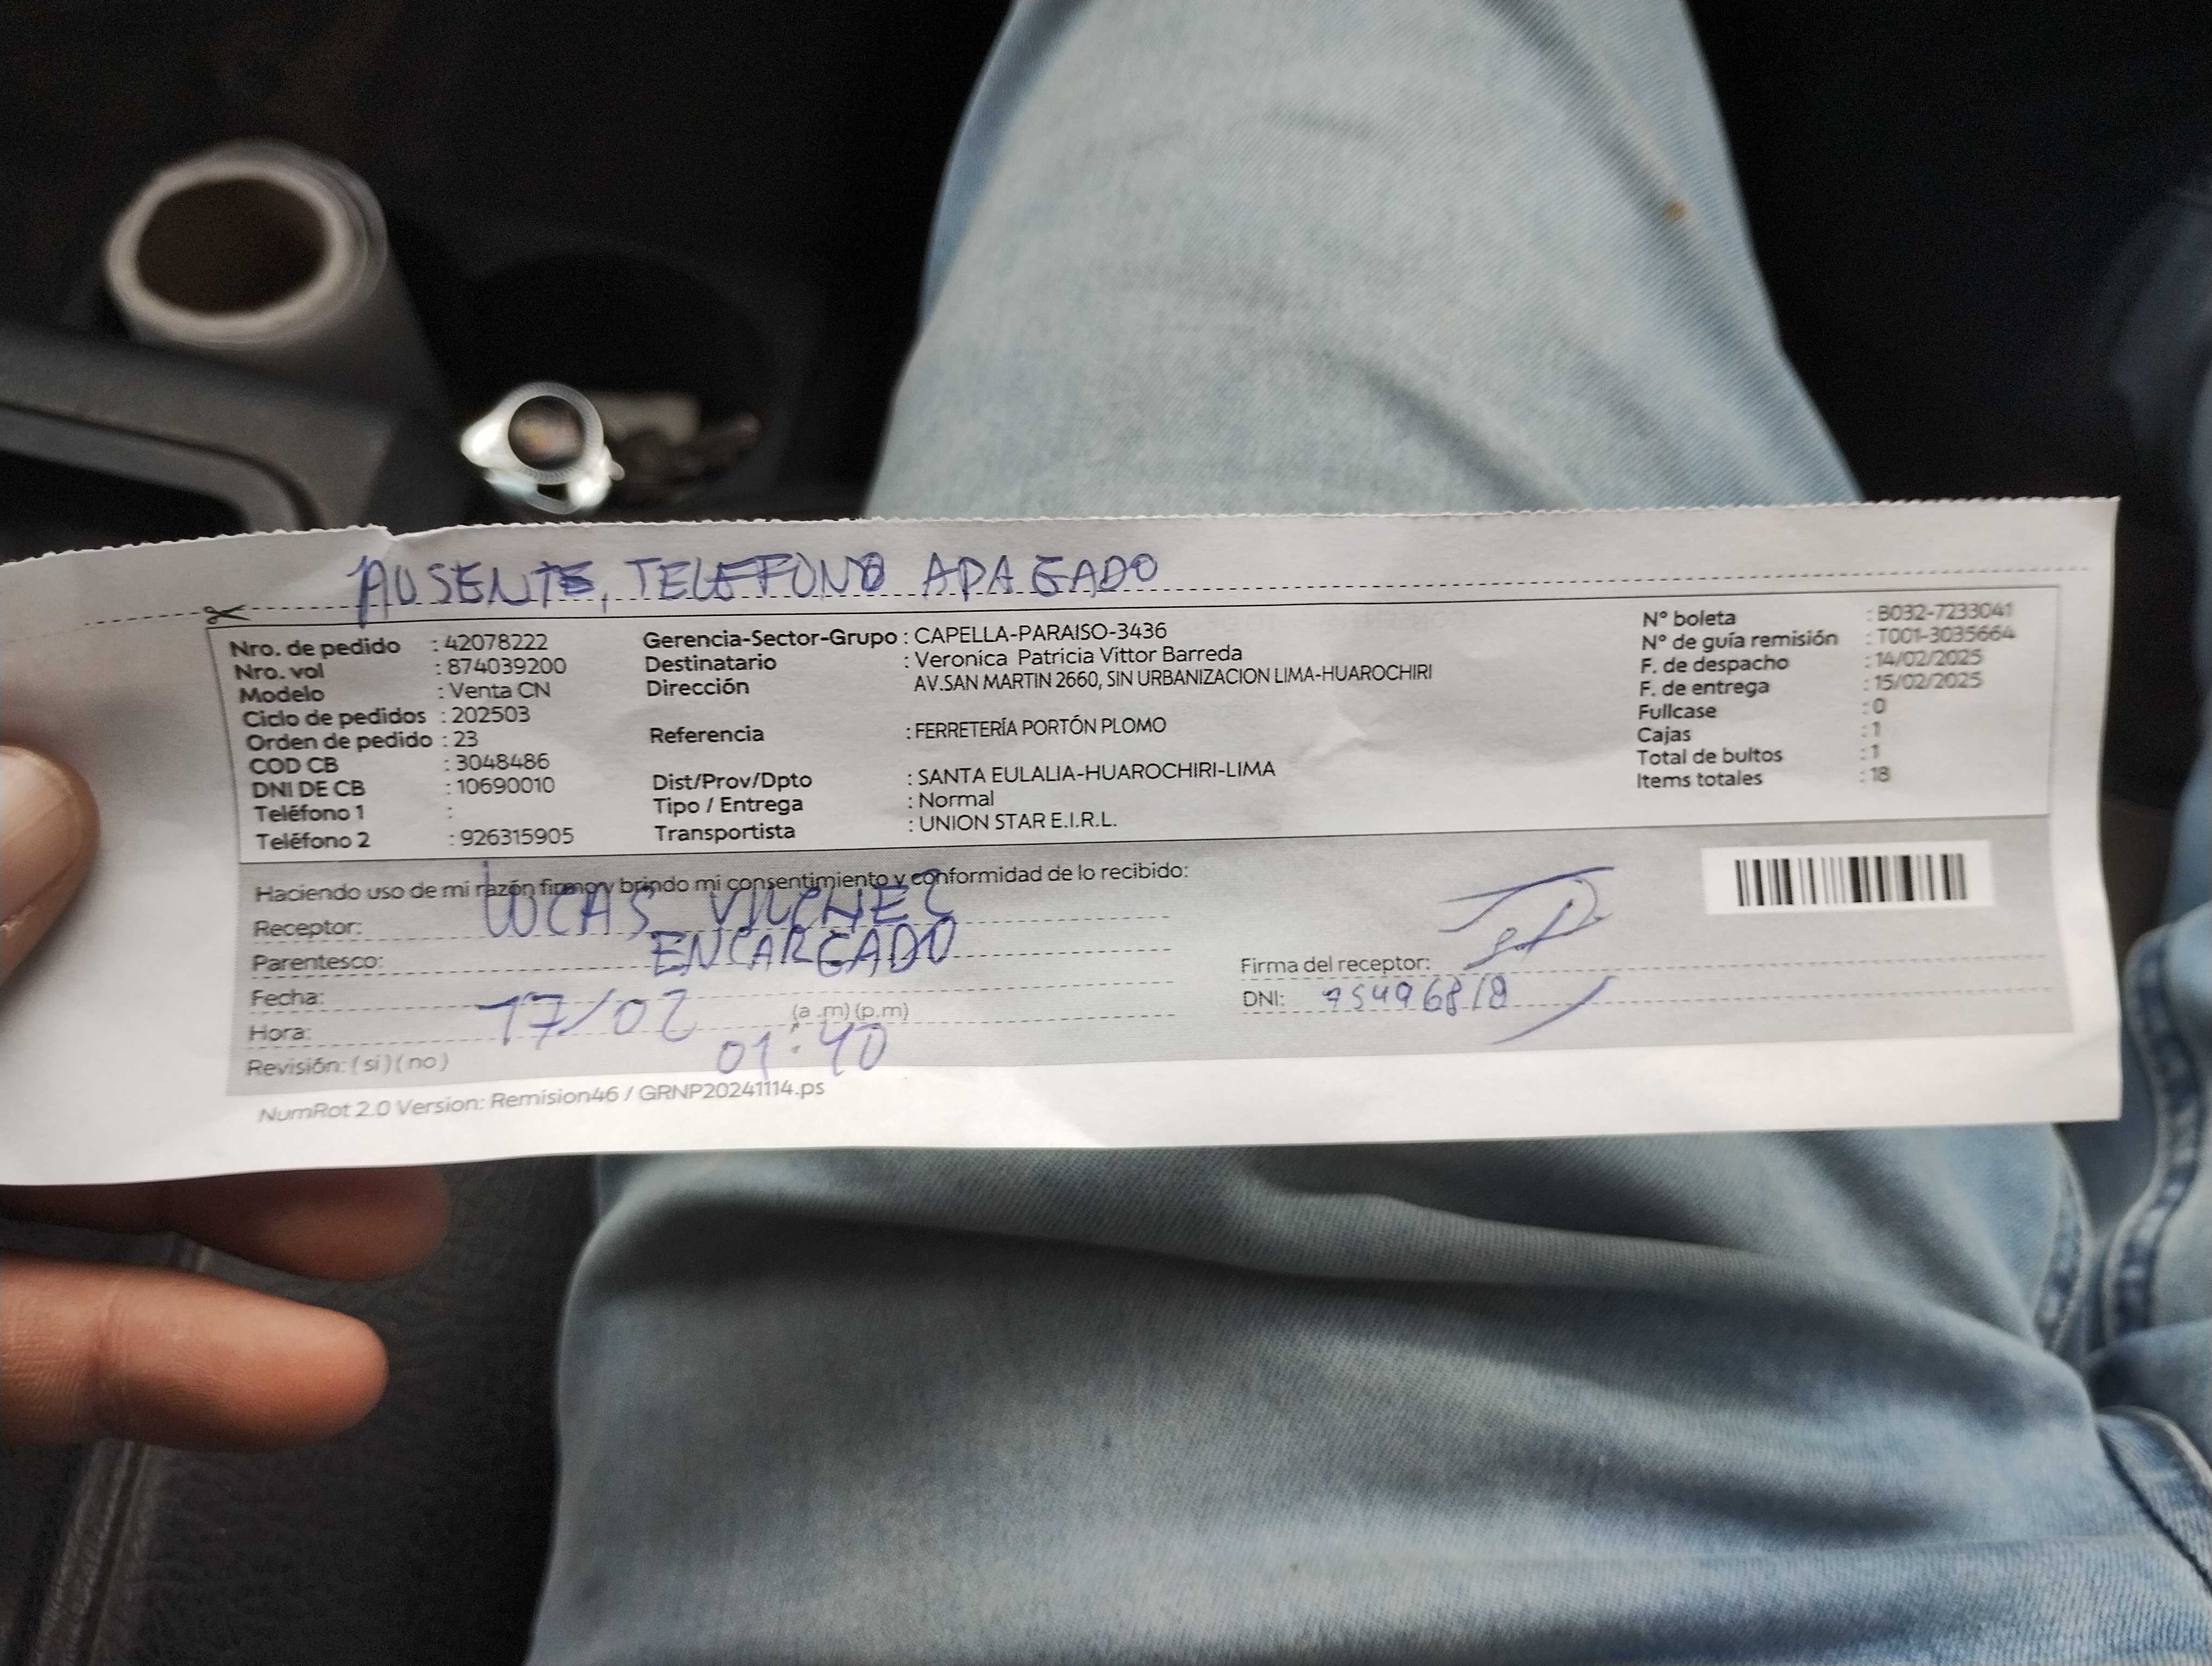 AUSENTE, TELEFONO APAGADO
Nro. de pedido : 42078222
Nro. vol : 874039200
Modelo : Venta CN
Ciclo de pedidos : 202503
Orden de pedido : 23
COD CB : 3048486
DNI DE CB : 10690010
Teléfono 1 :
Teléfono 2 : 926315905
Gerencia-Sector-Grupo : CAPELLA-PARAISO-3436
Destinatario : Veronica Patricia Vittor Barreda
Dirección AV.SAN MARTIN 2660, SIN URBANIZACION LIMA-HUAROCHIRI
Referencia : FERRETERÍA PORTÓN PLOMO
Dist/Prov/Dpto : SANTA EULALIA-HUAROCHIRI-LIMA
Tipo / Entrega : Normal
Transportista : UNION STAR E.I.R.L.
N° boleta : B032-7233041
N° de guía remisión : T001-3035664
F. de despacho : 14/02/2025
F. de entrega : 15/02/2025
Fullcase : 0
Cajas : 1
Total de bultos : 1
Items totales : 18
Haciendo uso de mi razón firmo y brindo mi consentimiento y conformidad de lo recibido:
Receptor: LUCAS VILCHEZ
Parentesco: ENCARGADO
Fecha: 17/02
(a .m) (p.m)
Hora: 01:40
Revisión: ( si ) ( no )
Firma del receptor:
DNI:
NumRot 2.0 Version: Remision46 / GRNP20241114.ps